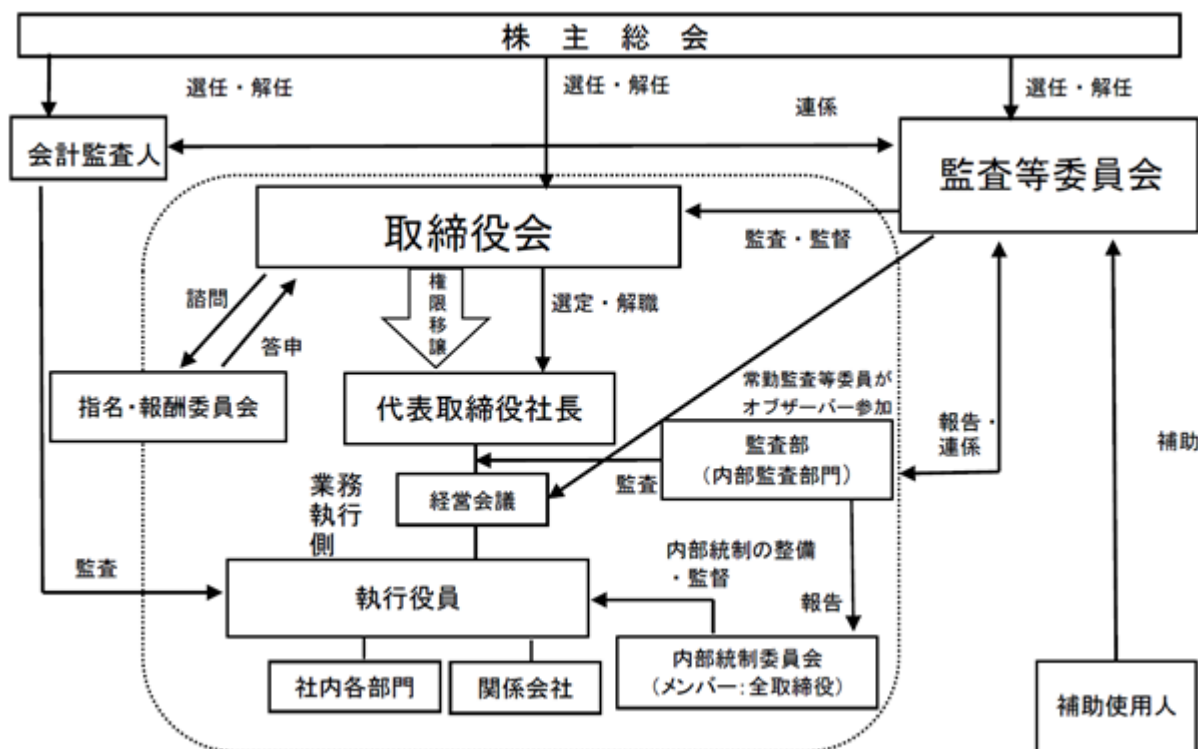 株主総会
選任・解任
選任・解任
選任・解任
連係
会計監査人
監査等委員会
取締役会
監査・監督
諮問
答申
権限移譲
選定・解職
指名・報酬委員会
代表取締役社長
常勤監査等委員が
オブザーバー参加
監査部
（内部監査部門）
報告・
連係
補助
監査
経営会議
業務
執行
側
内部統制の整備
・監督
監査
執行役員
報告
社内各部門
関係会社
内部統制委員会
（メンバー：全取締役）
補助使用人